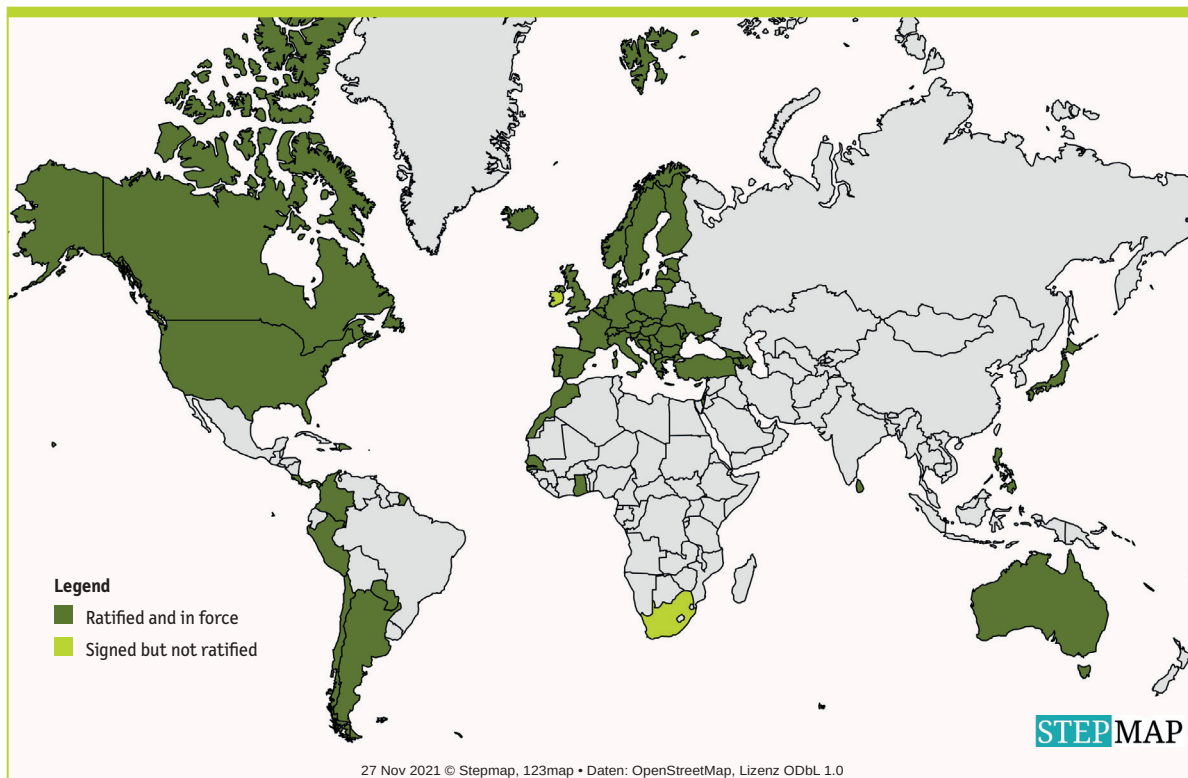 Legend
Ratified and in force
Signed but not ratified
STEPMAP
27 Nov 2021 © Stepmap, 123map • Daten: OpenStreetMap, Lizenz ODbL 1.0